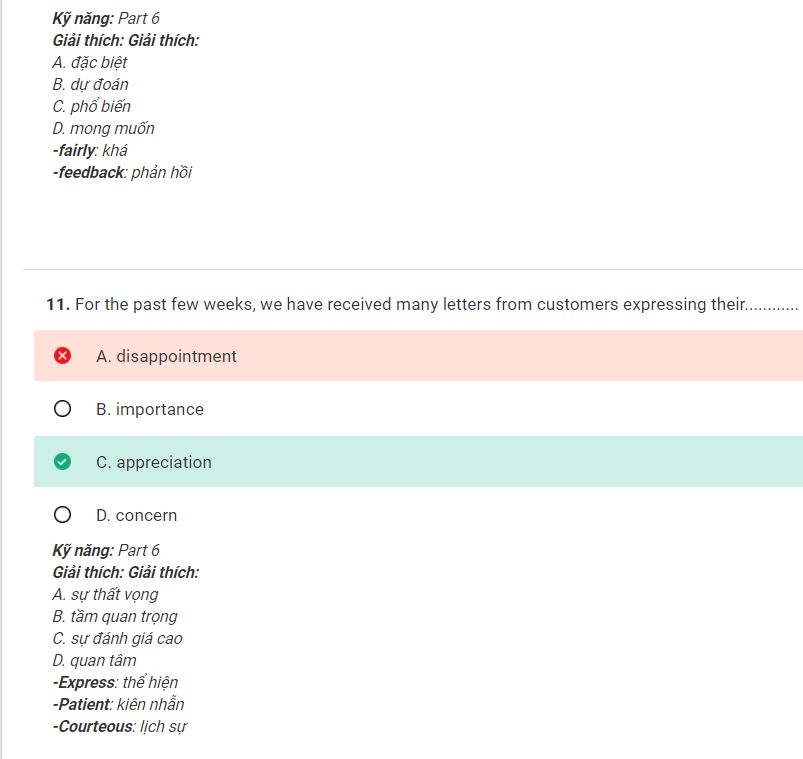 Kỹ năng: Part 6
Giải thích: Giải thích:
A. đặc biệt
B. dự đoán
C. phổ biến
D. mong muốn
-fairly: khá
-feedback: phản hồi
11. For the past few weeks, we have received many letters from customers expressing their............
A. disappointment
B. importance
C. appreciation
D. concern
Kỹ năng: Part 6
Giải thích: Giải thích:
A. sự thất vọng
B. tầm quan trọng
C. sự đánh giá cao
D. quan tâm
-Express: thể hiện
-Patient: kiên nhẫn
-Courteous: lịch sự